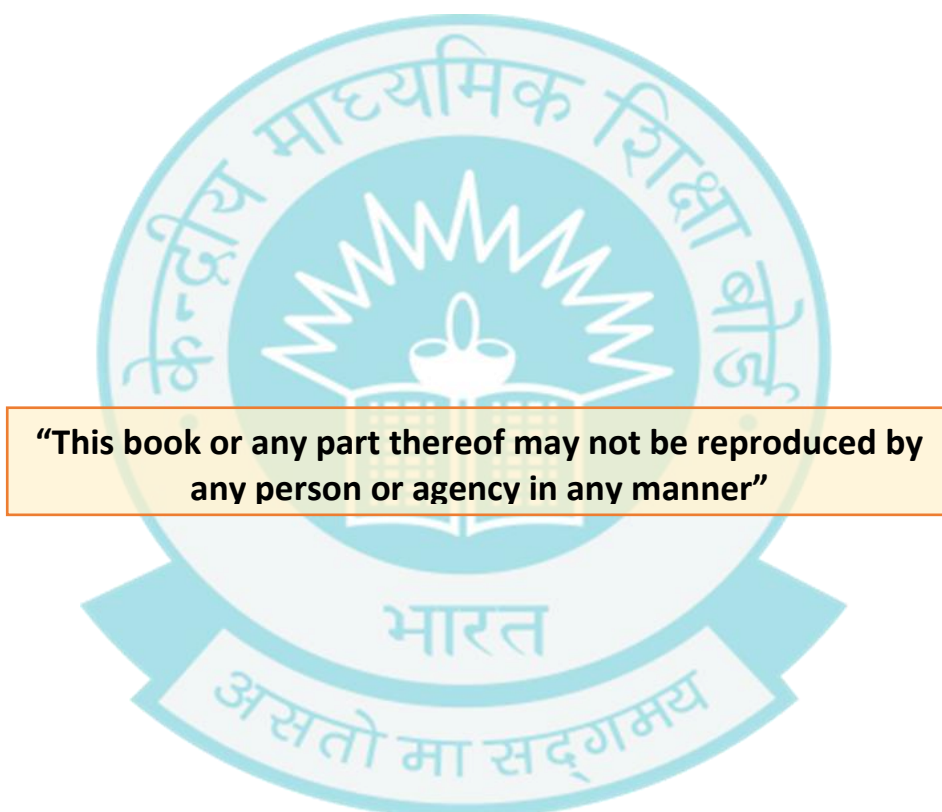 केन्द्रीय माध्यमिक शिक्षा बोर्ड
“This book or any part thereof may not be reproduced by
any person or agency in any manner”
भारत
असतो मा सद्गमय